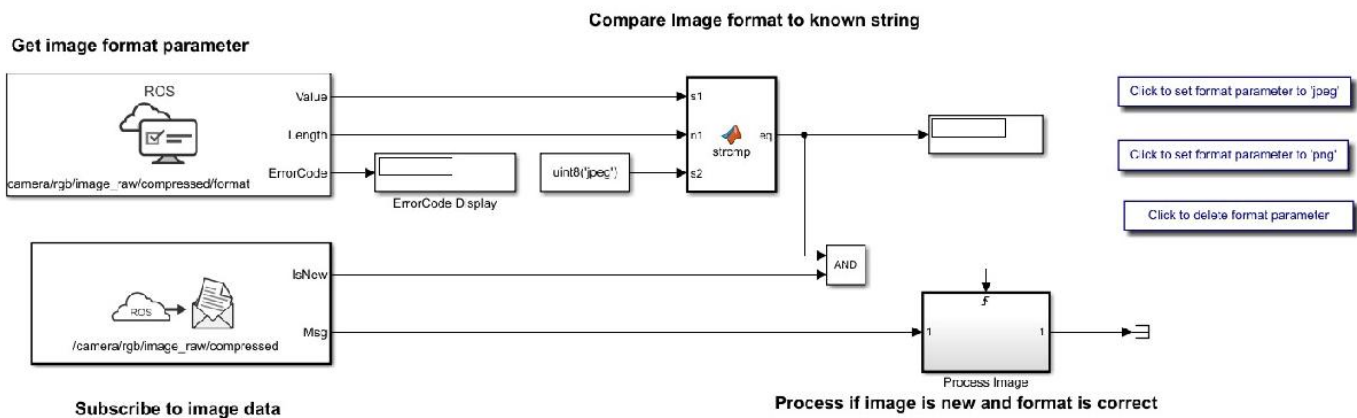 Compare Image format to known string
Get image format parameter
ROS
camera/rgb/image_raw/compressed/format
Value
Length
ErrorCode
ErrorCode Display
uint8('jpeg')
s1
n1
s2
strcmp
eq
Click to set format parameter to 'jpeg'
Click to set format parameter to 'png'
Click to delete format parameter
ROS
/camera/rgb/image_raw/compressed
IsNew
Msg
AND
1
1
Process Image
Subscribe to image data
Process if image is new and format is correct